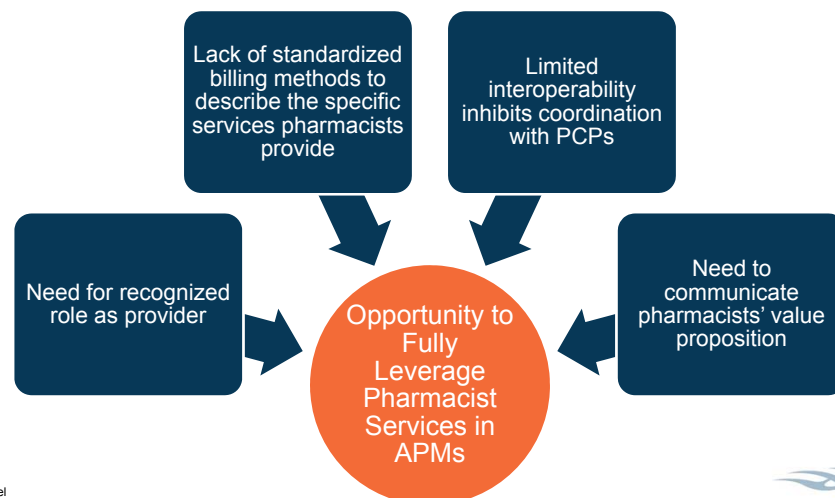 Lack of standardized
billing methods to
describe the specific
services pharmacists
provide
Limited
interoperability
inhibits coordination
with PCPs
Need for recognized
role as provider
Need to
communicate
pharmacists’ value
proposition
Opportunity to
Fully
Leverage
Pharmacist
Services in
APMs
el